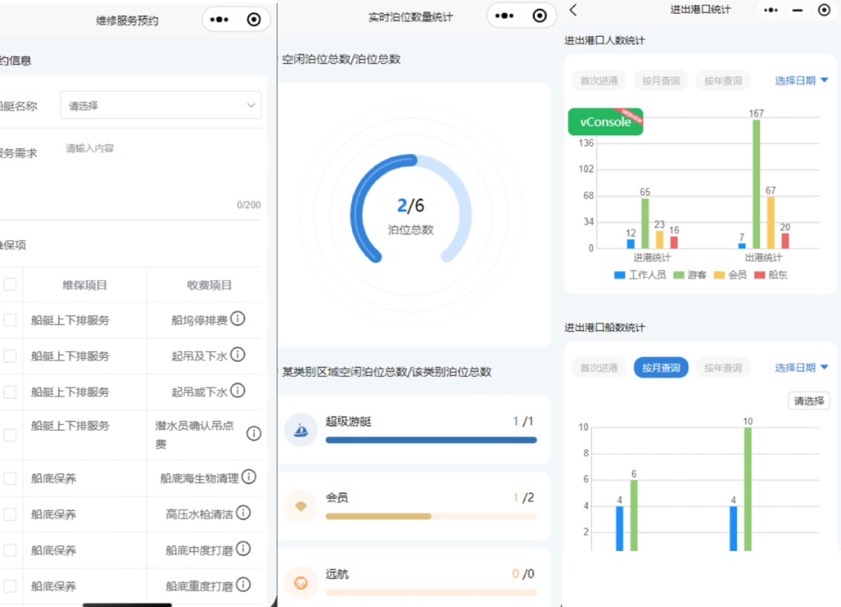 维修服务预约
约信息
船艇名称
请选择
服务需求
请输入内容
0/200
维保项
维保项目
收费项目
船艇上下排服务
船坞停排费
船艇上下排服务
起吊及下水
船艇上下排服务
起吊或下水
船艇上下排服务
潜水员确认吊点
费
船底保养
船底海生物清理
船底保养
高压水枪清洁
船底保养
船底中度打磨
船底保养
船底重度打磨
实时泊位数量统计
空闲泊位总数/泊位总数
2/6
泊位总数
某类别区域空闲泊位总数/该类别泊位总数
超级游艇
1 /1
会员
1 /2
远航
0 /0
进出港口统计
进出港口人数统计
首次进港
按月查询
按年查询
选择日期
vConsole
167
136
102
68
34
0
12
65
23
16
7
67
20
进港统计
出港统计
工作人员
游客
会员
船东
进出港口船数统计
首次进港
按月查询
按年查询
选择日期
请选择
10
8
6
4
2
4
6
4
10